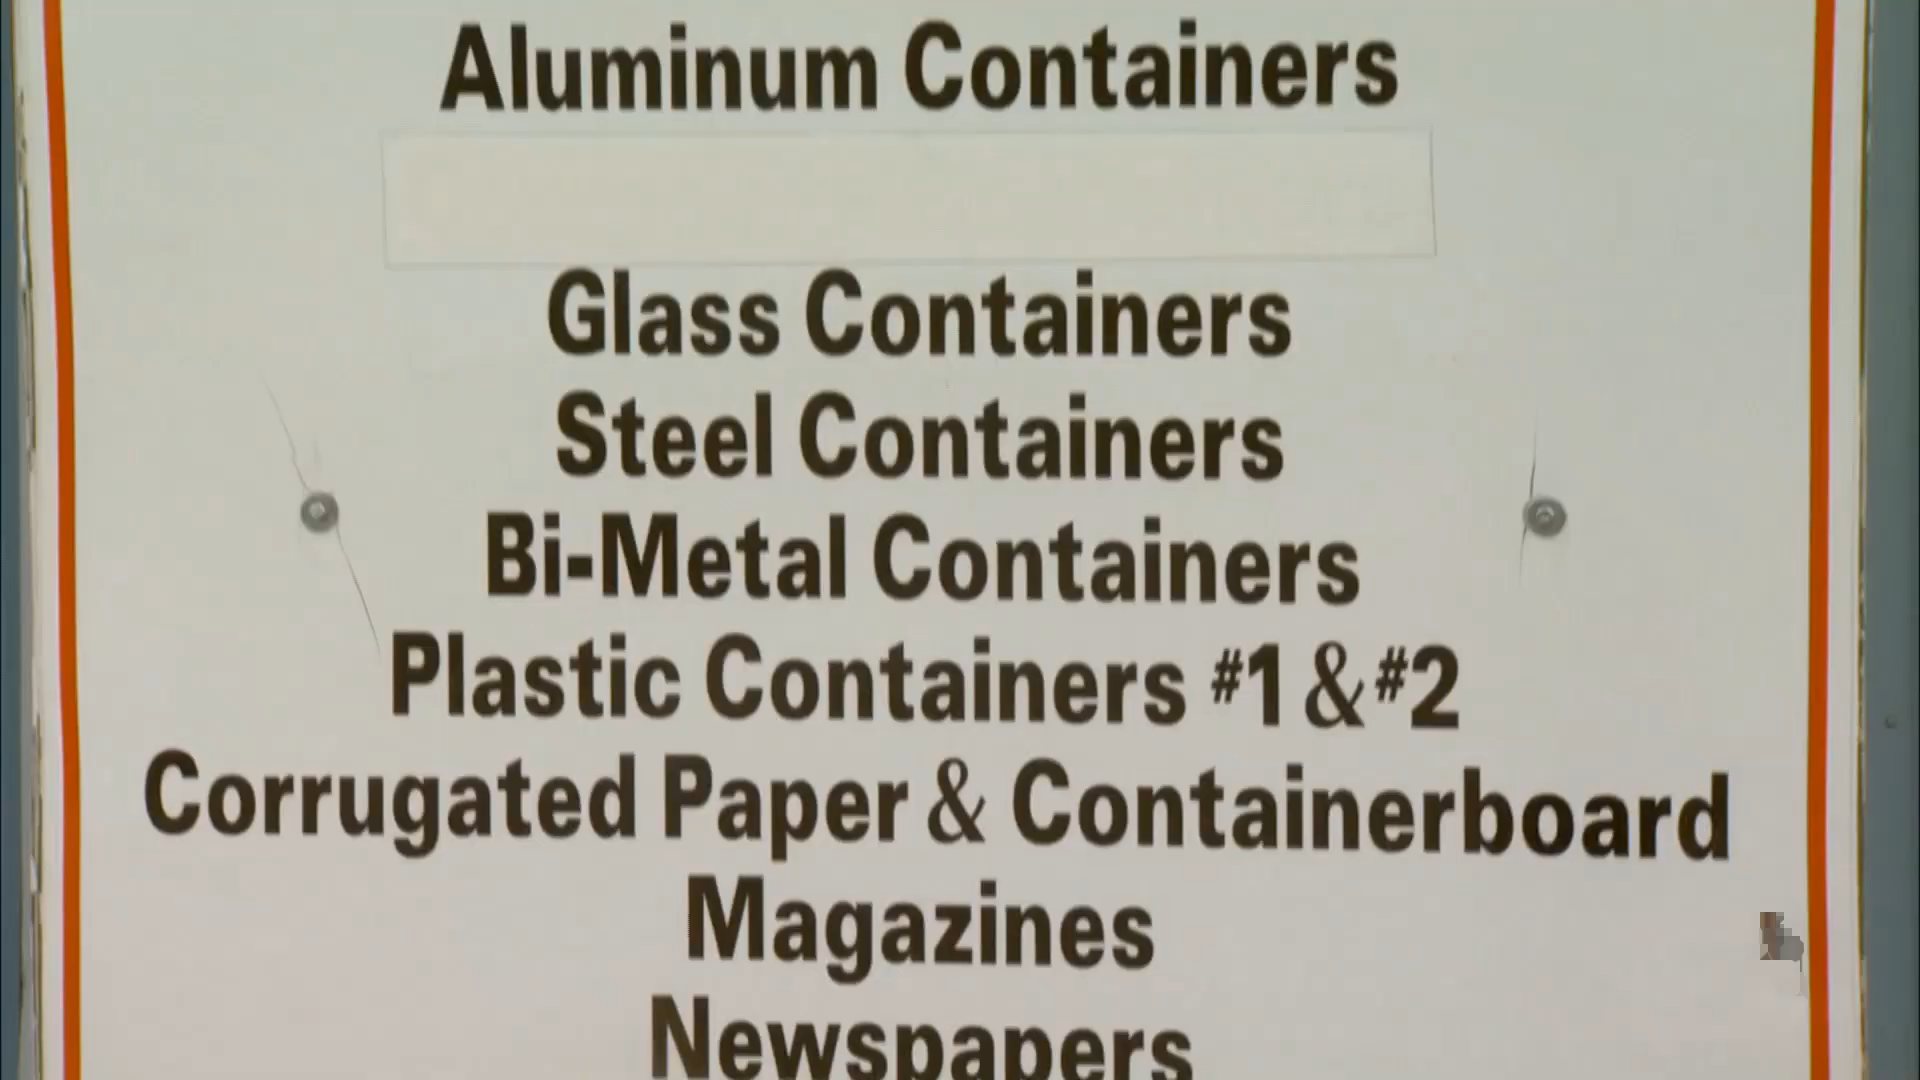 Aluminum Containers
Glass Containers
Steel Containers
Bi-Metal Containers
Plastic Containers #1 & #2
Corrugated Paper & Containerboard
Magazines
Newspapers